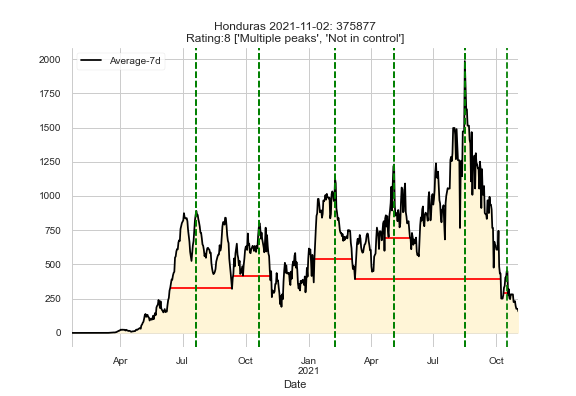 Honduras 2021-11-02: 375877
Rating:8 ['Multiple peaks', 'Not in control']
Average-7d
2000
1750
1500
1250
1000
750
500
250
0
Apr
Jul
Oct
Jan
2021
Apr
Jul
Oct
Date